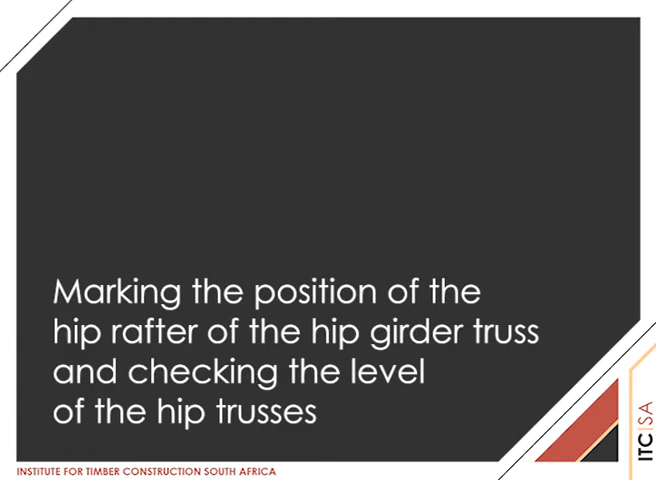 Marking the position of the
hip rafter of the hip girder truss
and checking the level
of the hip trusses
INSTITUTE FOR TIMBER CONSTRUCTION SOUTH AFRICA
ITC|SA